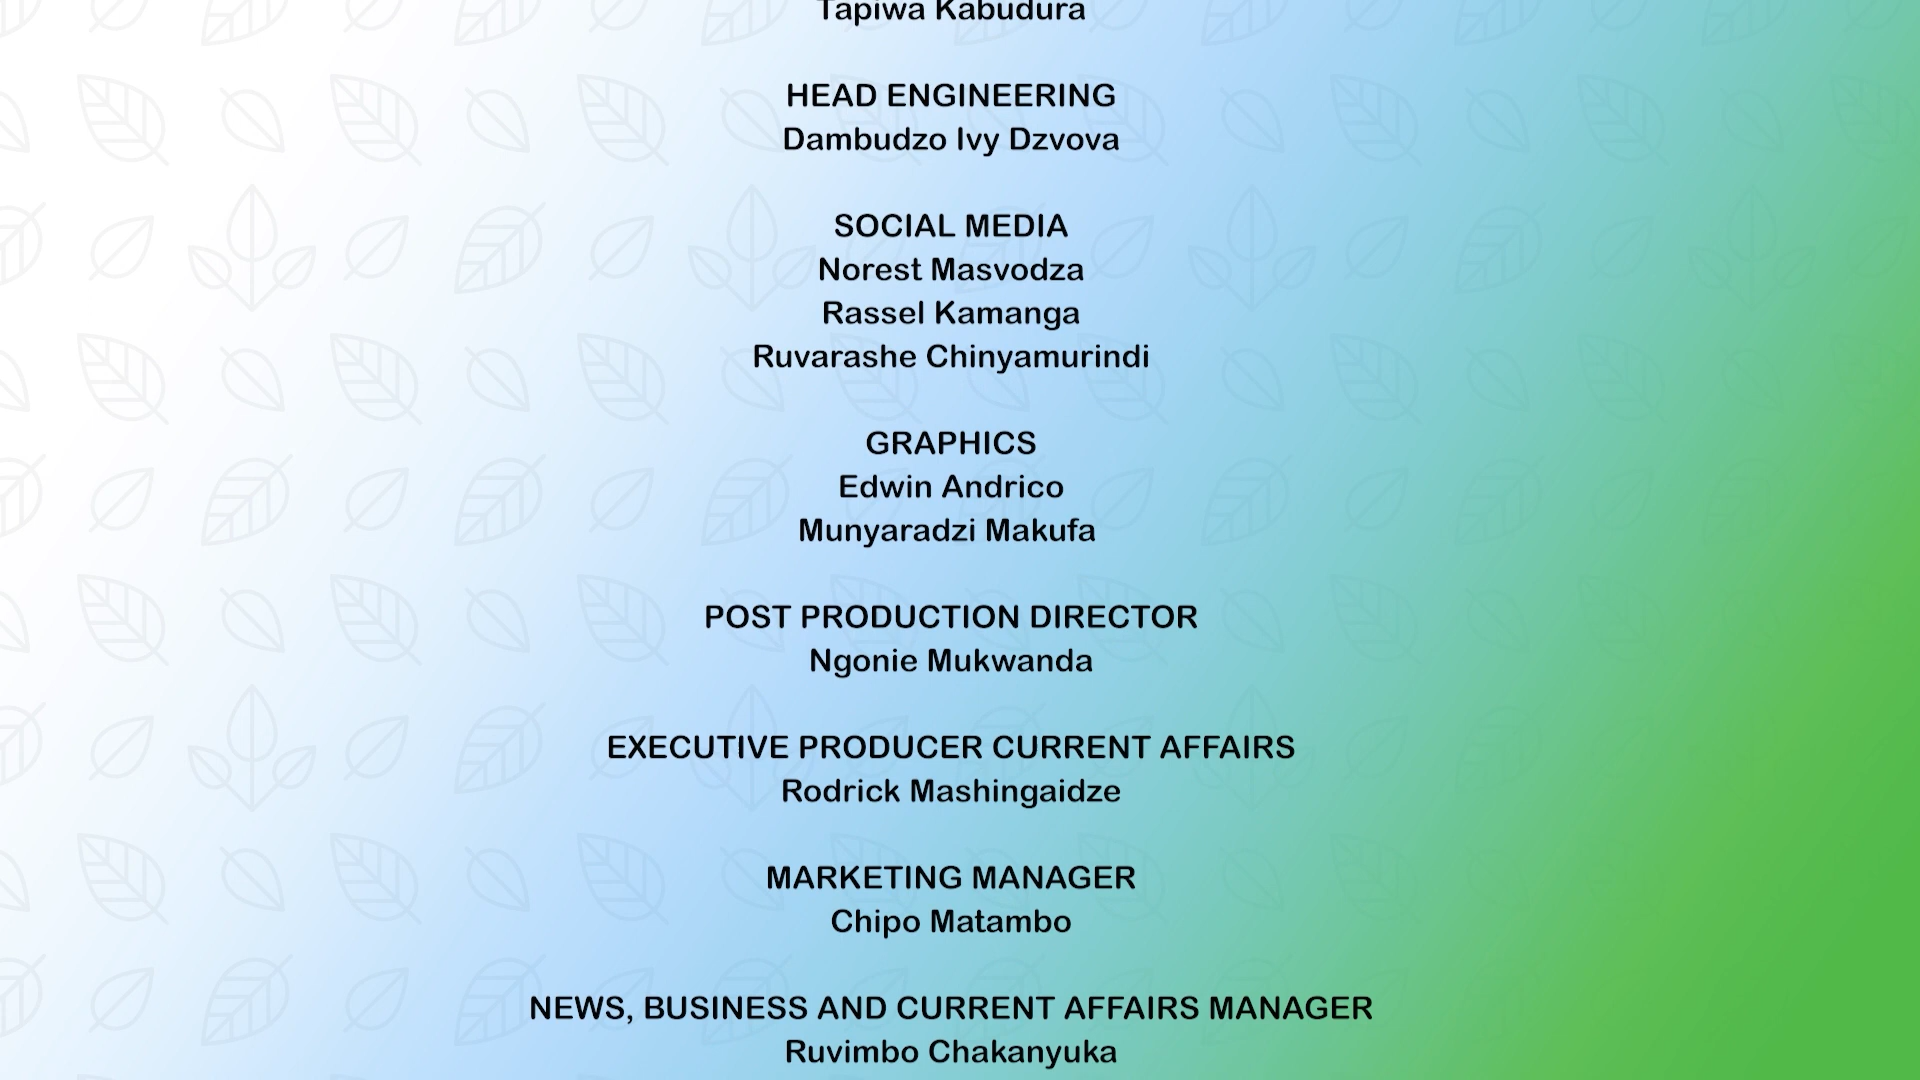 Tapiwa Kabudura
HEAD ENGINEERING
Dambudzo Ivy Dzvova
SOCIAL MEDIA
Norest Masvodza
Rassel Kamanga
Ruvarashe Chinyamurindi
GRAPHICS
Edwin Andrico
Munyaradzi Makufa
POST PRODUCTION DIRECTOR
Ngonie Mukwanda
EXECUTIVE PRODUCER CURRENT AFFAIRS
Rodrick Mashingaidze
MARKETING MANAGER
Chipo Matambo
NEWS, BUSINESS AND CURRENT AFFAIRS MANAGER
Ruvimbo Chakanyuka